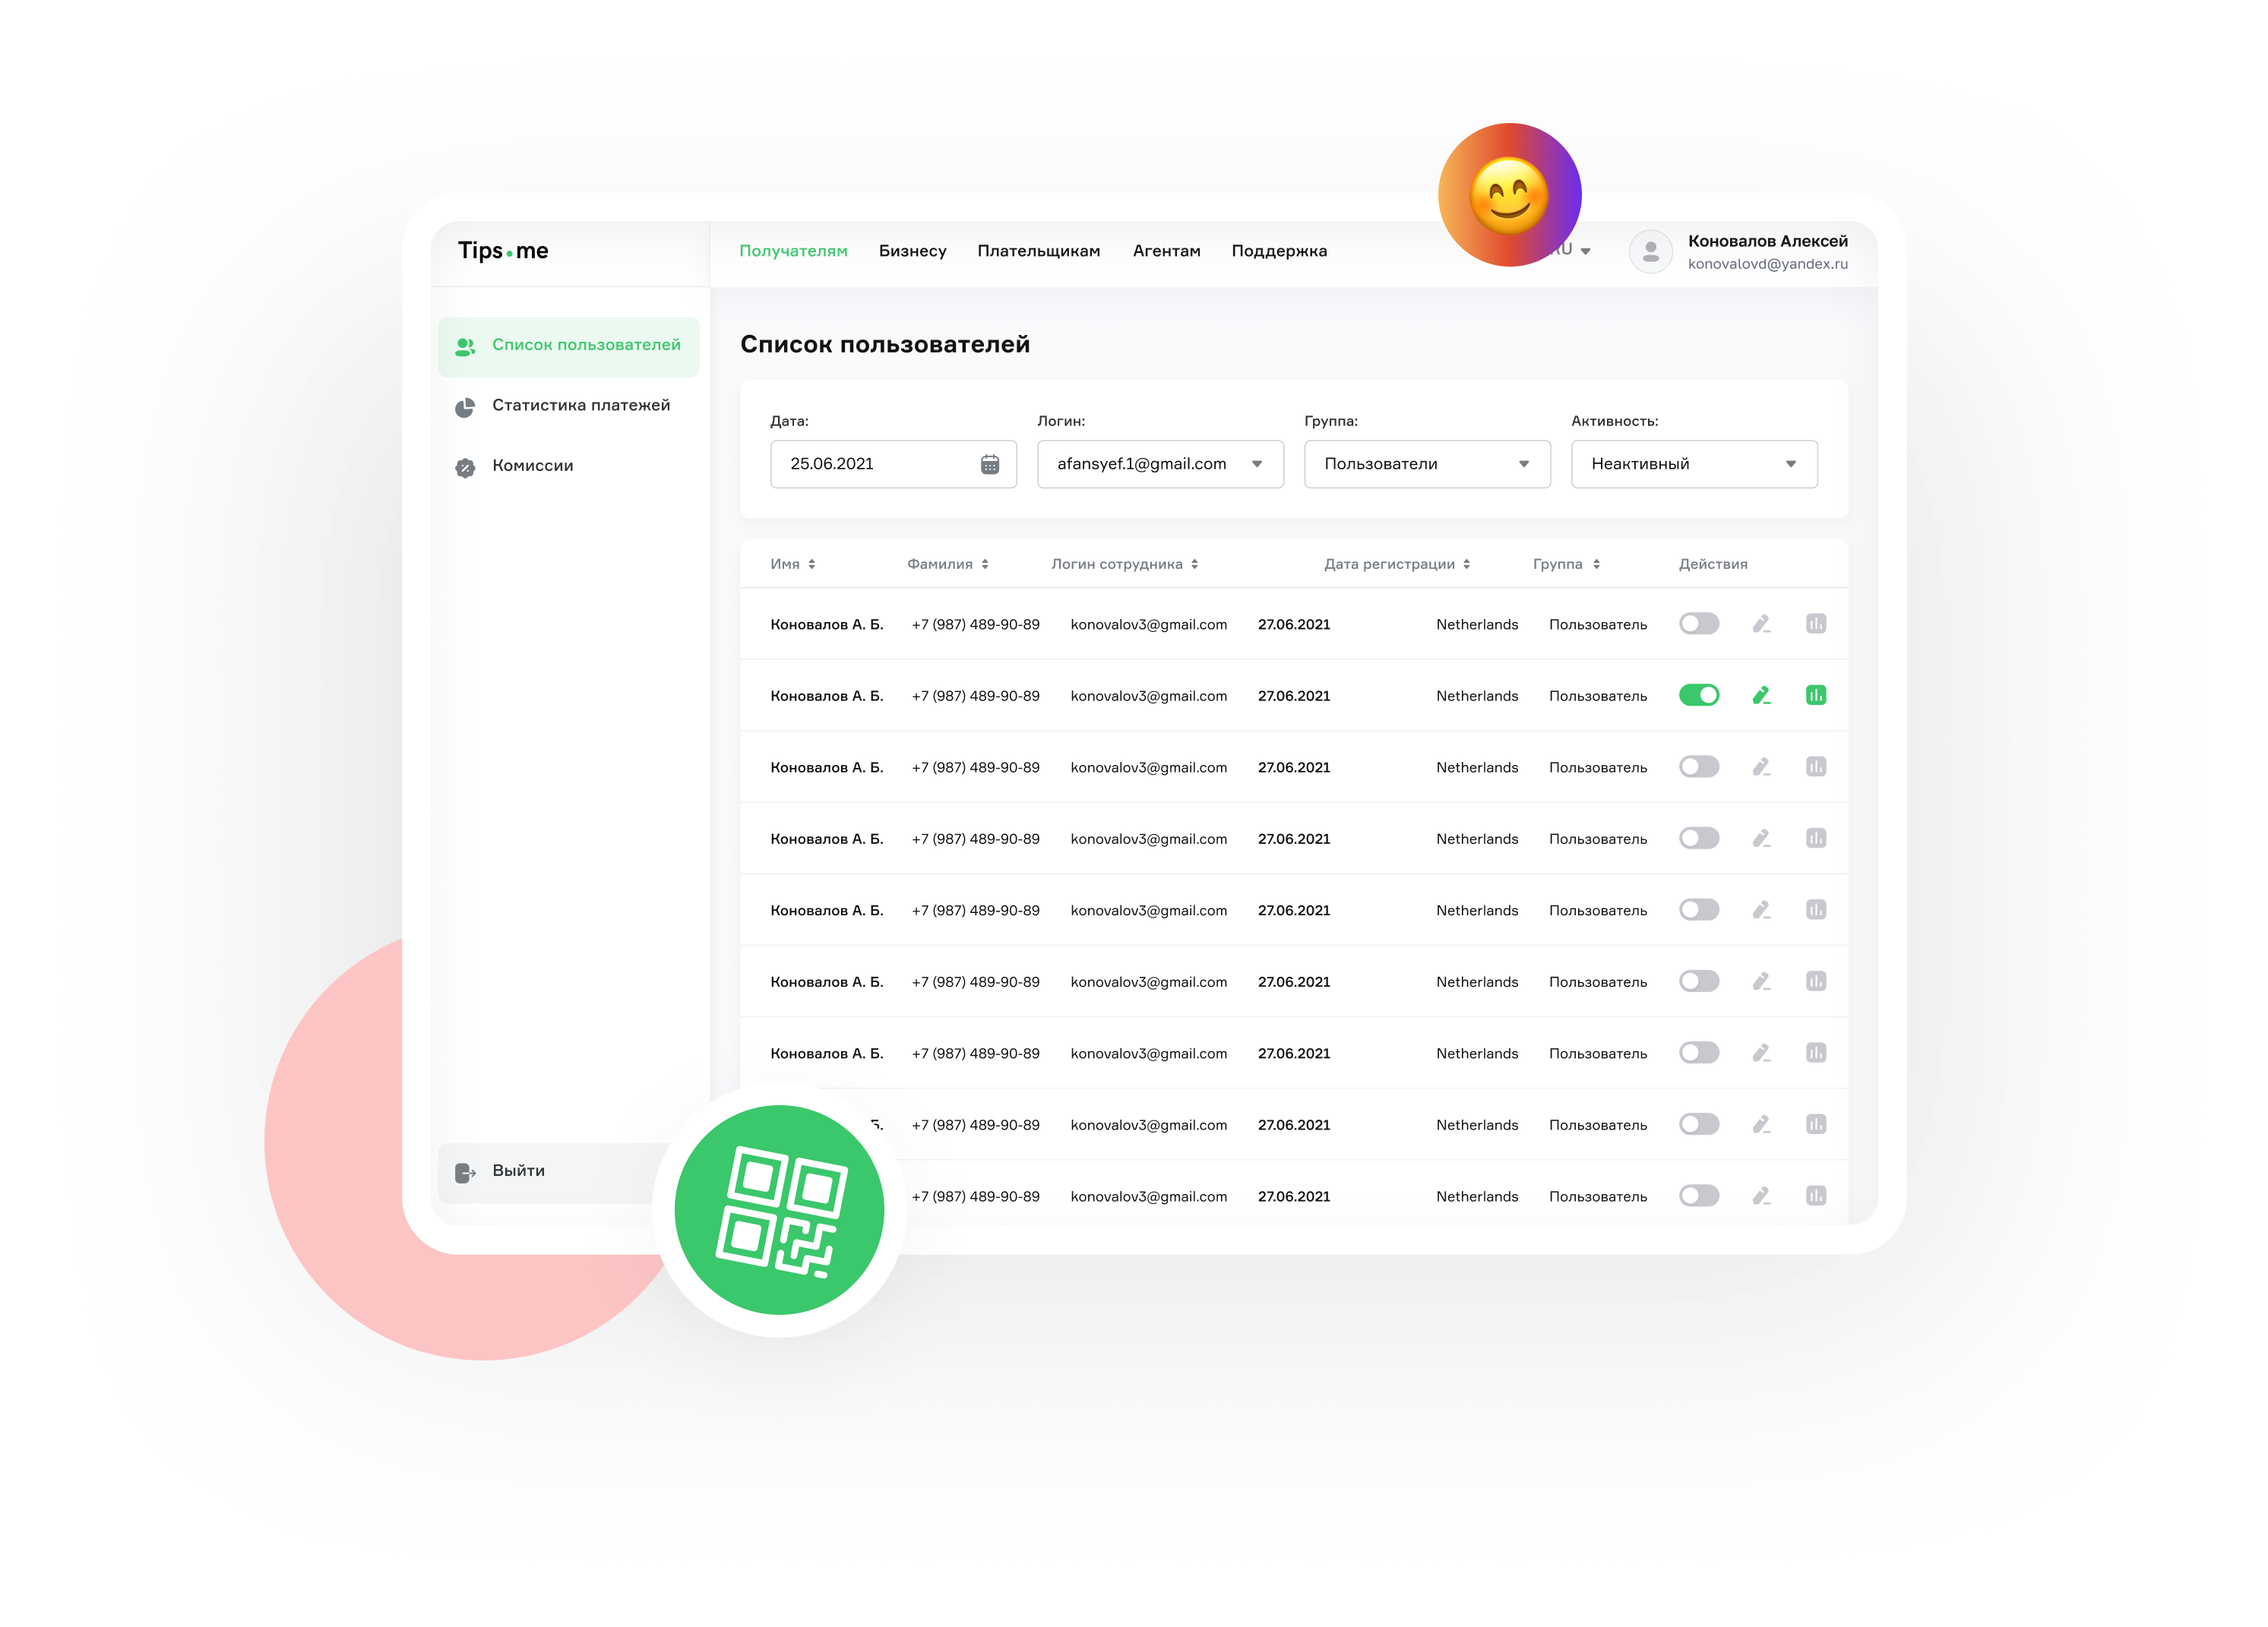 Tips.me
Получателям Бизнесу Плательщикам Агентам Поддержка
Коновалов Алексей
konovalovd@yandex.ru
Список пользователей
Статистика платежей
Комиссии
Выйти
Список пользователей
Дата: Логин: Группа: Активность:
25.06.2021 afansyef.1@gmail.com Пользователи Неактивный
Имя Фамилия Логин сотрудника Дата регистрации Группа Действия
Коновалов А. Б. +7 (987) 489-90-89 konovalov3@gmail.com 27.06.2021 Netherlands Пользователь
Коновалов А. Б. +7 (987) 489-90-89 konovalov3@gmail.com 27.06.2021 Netherlands Пользователь
Коновалов А. Б. +7 (987) 489-90-89 konovalov3@gmail.com 27.06.2021 Netherlands Пользователь
Коновалов А. Б. +7 (987) 489-90-89 konovalov3@gmail.com 27.06.2021 Netherlands Пользователь
Коновалов А. Б. +7 (987) 489-90-89 konovalov3@gmail.com 27.06.2021 Netherlands Пользователь
Коновалов А. Б. +7 (987) 489-90-89 konovalov3@gmail.com 27.06.2021 Netherlands Пользователь
Коновалов А. Б. +7 (987) 489-90-89 konovalov3@gmail.com 27.06.2021 Netherlands Пользователь
Б. +7 (987) 489-90-89 konovalov3@gmail.com 27.06.2021 Netherlands Пользователь
+7 (987) 489-90-89 konovalov3@gmail.com 27.06.2021 Netherlands Пользователь